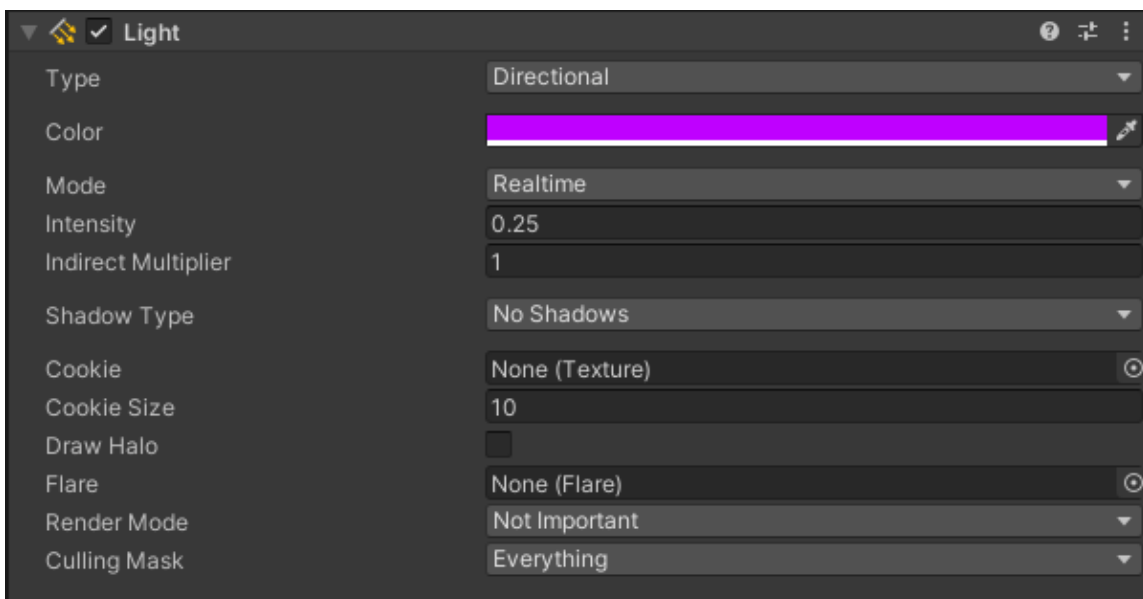 Light
Type Directional
Color
Mode Realtime
Intensity 0.25
Indirect Multiplier 1
Shadow Type No Shadows
Cookie None (Texture)
Cookie Size 10
Draw Halo
Flare None (Flare)
Render Mode Not Important
Culling Mask Everything